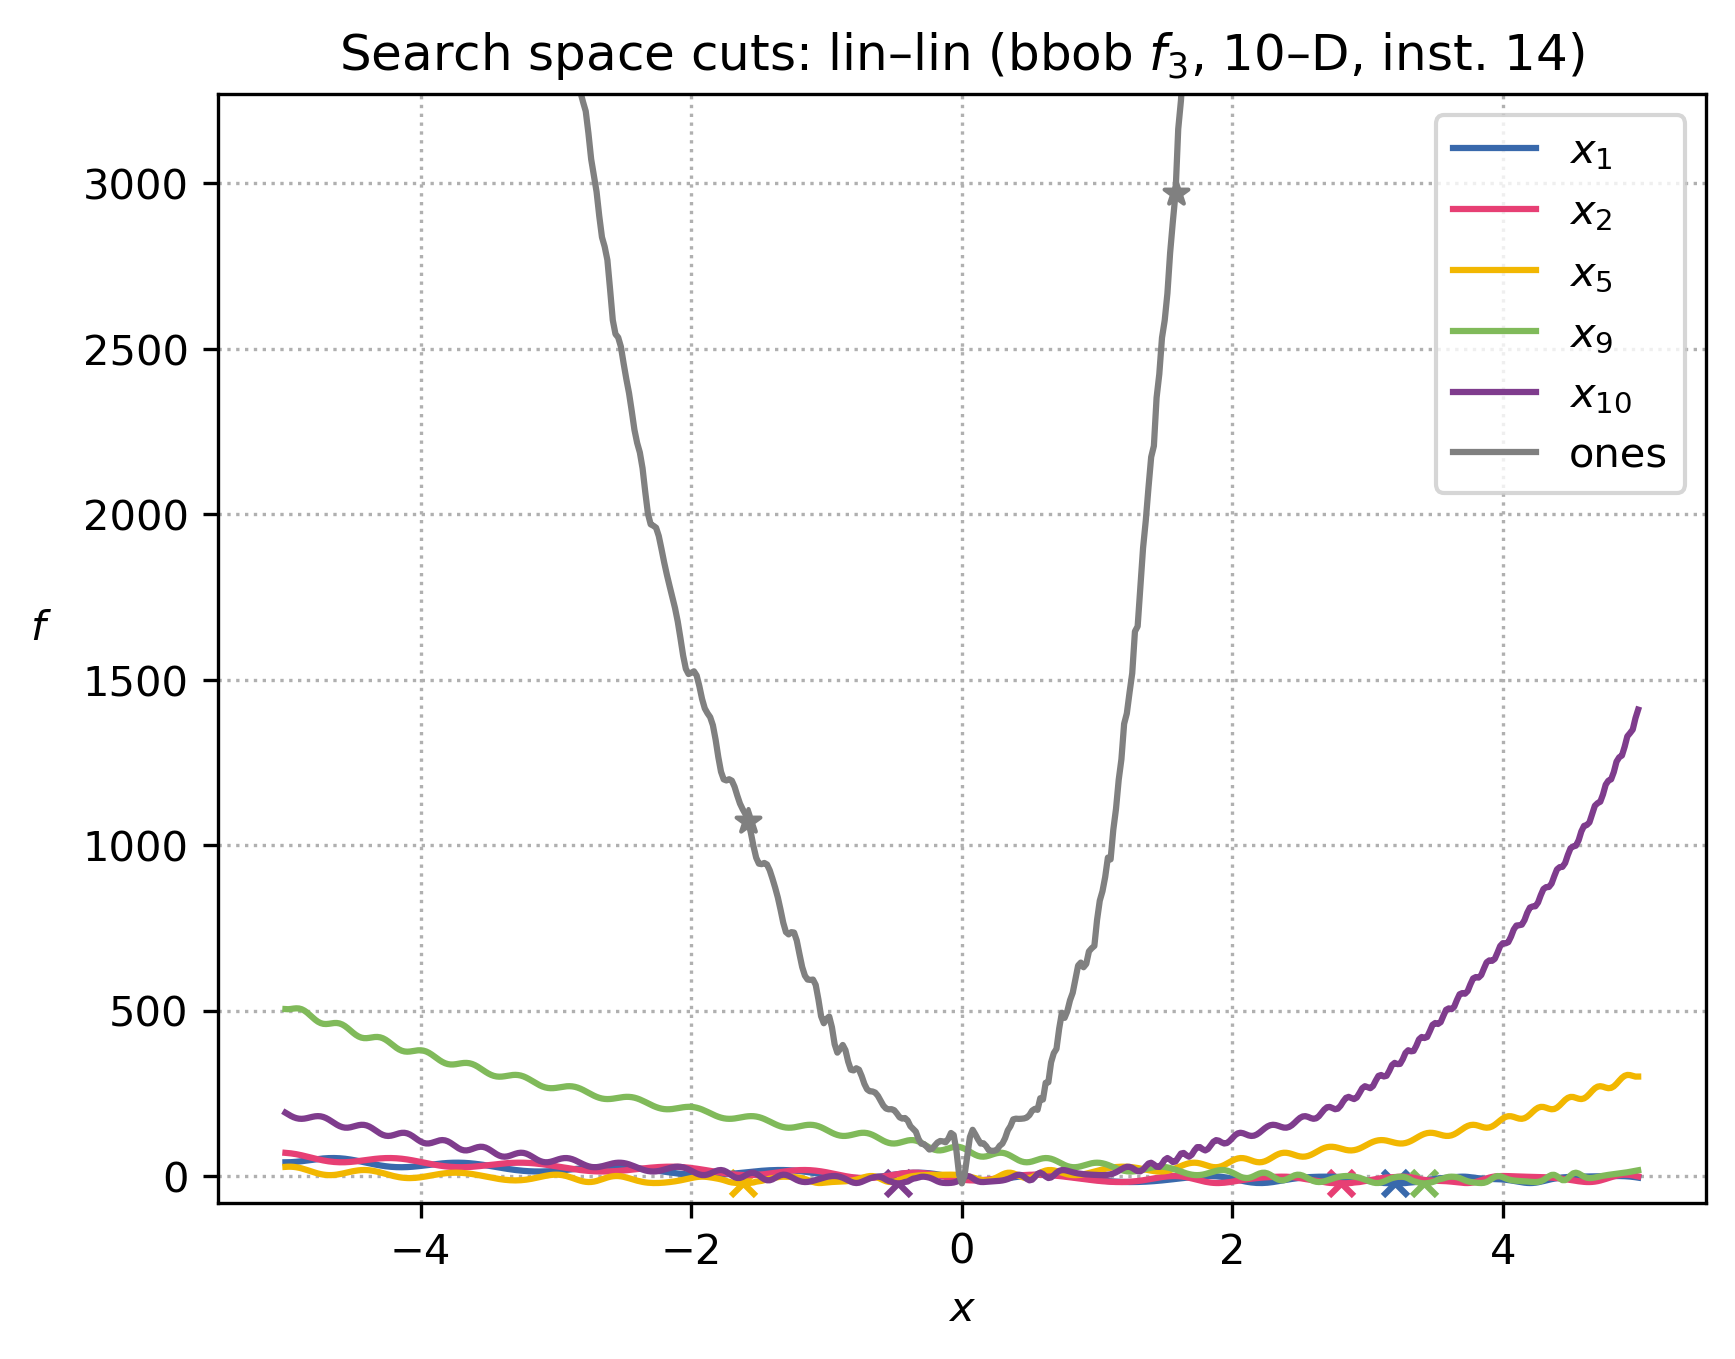 Search space cuts: lin–lin (bbob f₃, 10–D, inst. 14)
3000
2500
2000
1500
1000
500
0
f
−4
−2
0
2
4
x
x₁
x₂
x₅
x₉
x₁₀
ones